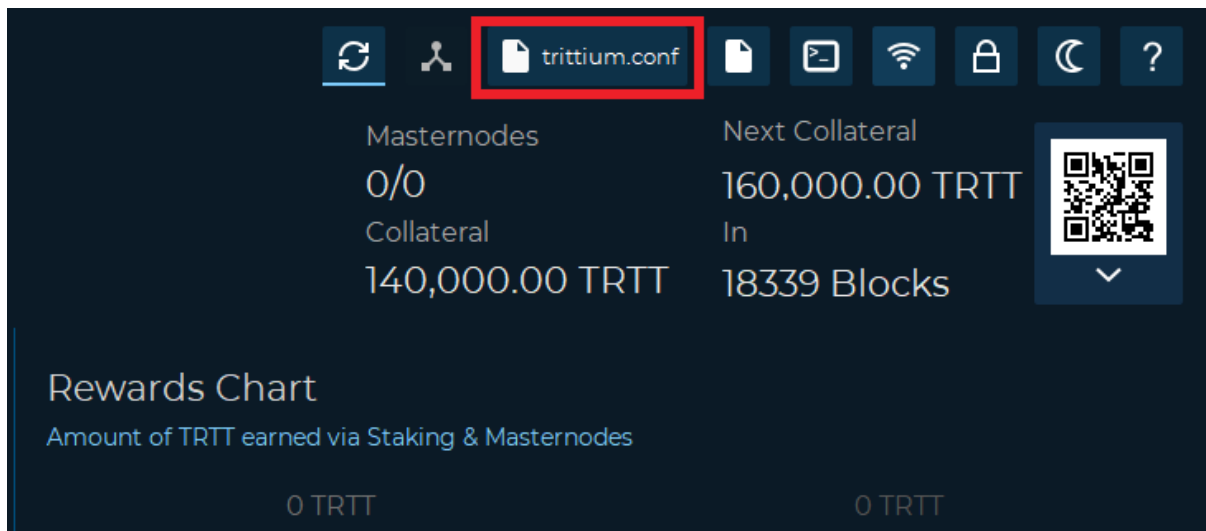 trittium.conf
?
Masternodes
0/0
Collateral
140,000.00 TRTT
Next Collateral
160,000.00 TRTT
In
18339 Blocks
Rewards Chart
Amount of TRTT earned via Staking & Masternodes
0 TRTT
0 TRTT